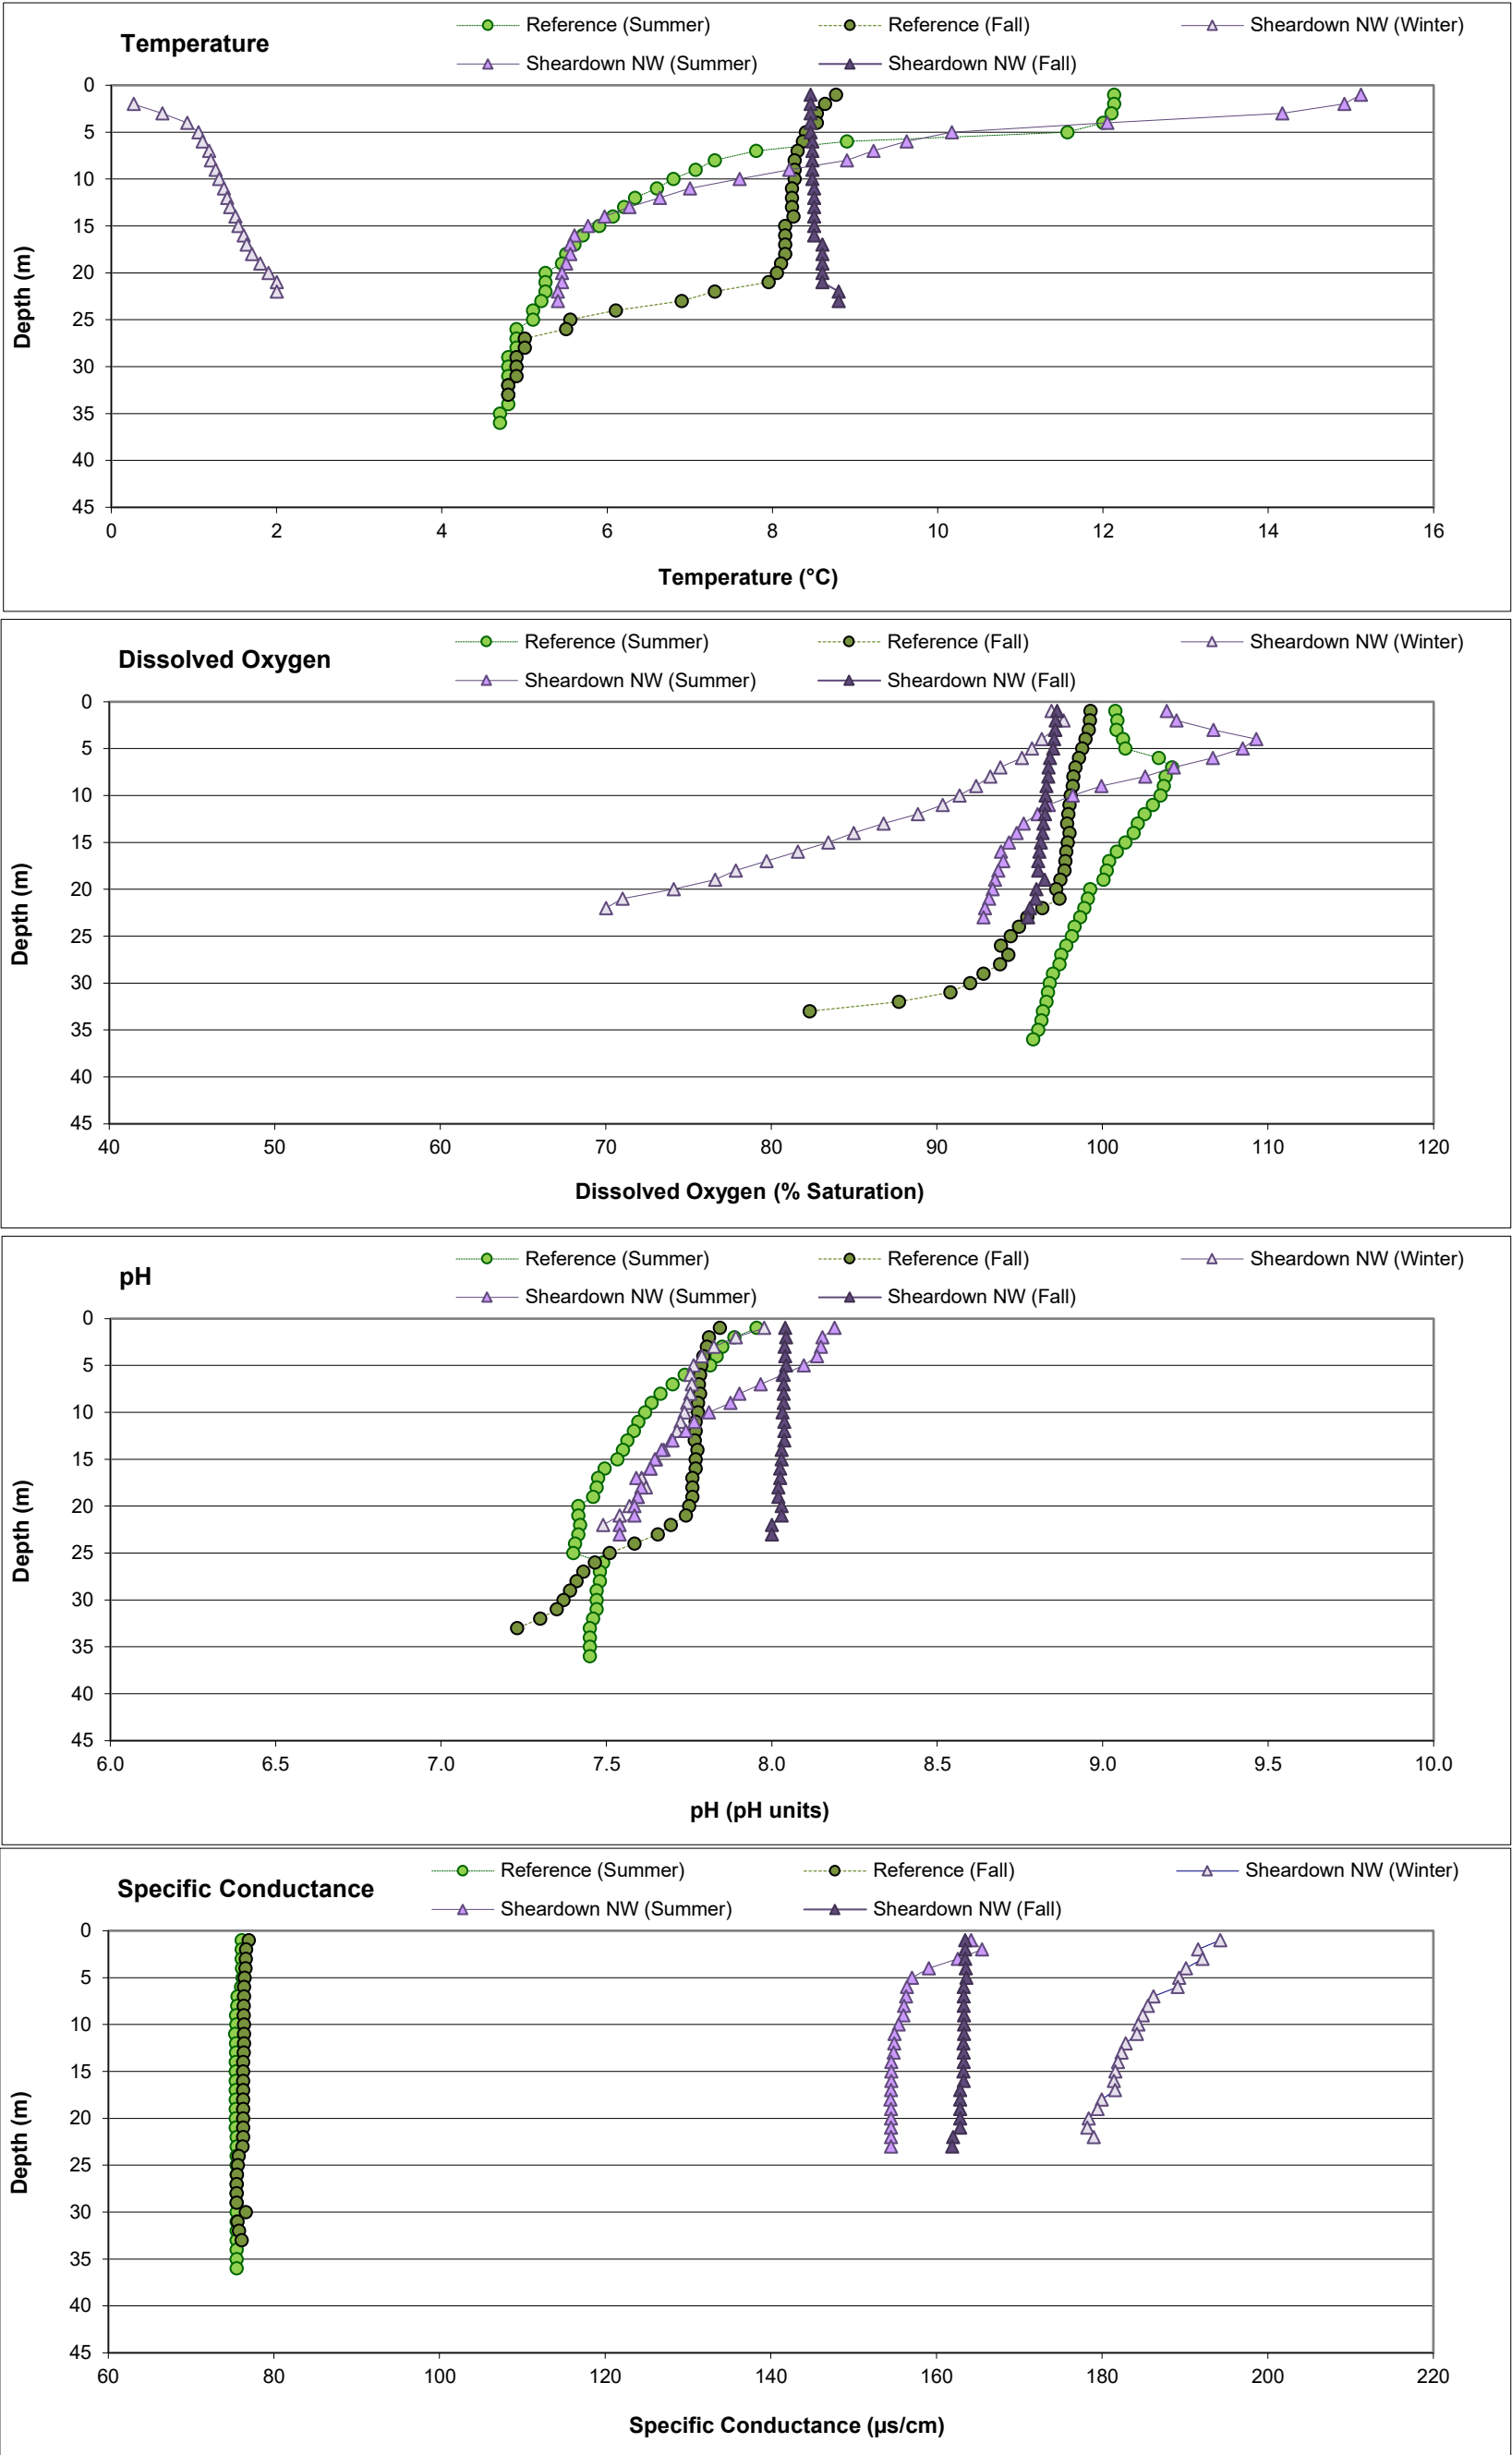 Temperature
Reference (Summer) Reference (Fall) Sheardown NW (Winter)
Sheardown NW (Summer) Sheardown NW (Fall)
0
5
10
15
20
25
30
35
40
45
Depth (m)
0 2 4 6 8 10 12 14 16
Temperature (°C)
Dissolved Oxygen
Reference (Summer) Reference (Fall) Sheardown NW (Winter)
Sheardown NW (Summer) Sheardown NW (Fall)
0
5
10
15
20
25
30
35
40
45
Depth (m)
40 50 60 70 80 90 100 110 120
Dissolved Oxygen (% Saturation)
pH
Reference (Summer) Reference (Fall) Sheardown NW (Winter)
Sheardown NW (Summer) Sheardown NW (Fall)
0
5
10
15
20
25
30
35
40
45
Depth (m)
6.0 6.5 7.0 7.5 8.0 8.5 9.0 9.5 10.0
pH (pH units)
Specific Conductance
Reference (Summer) Reference (Fall) Sheardown NW (Winter)
Sheardown NW (Summer) Sheardown NW (Fall)
0
5
10
15
20
25
30
35
40
45
Depth (m)
60 80 100 120 140 160 180 200 220
Specific Conductance (µs/cm)